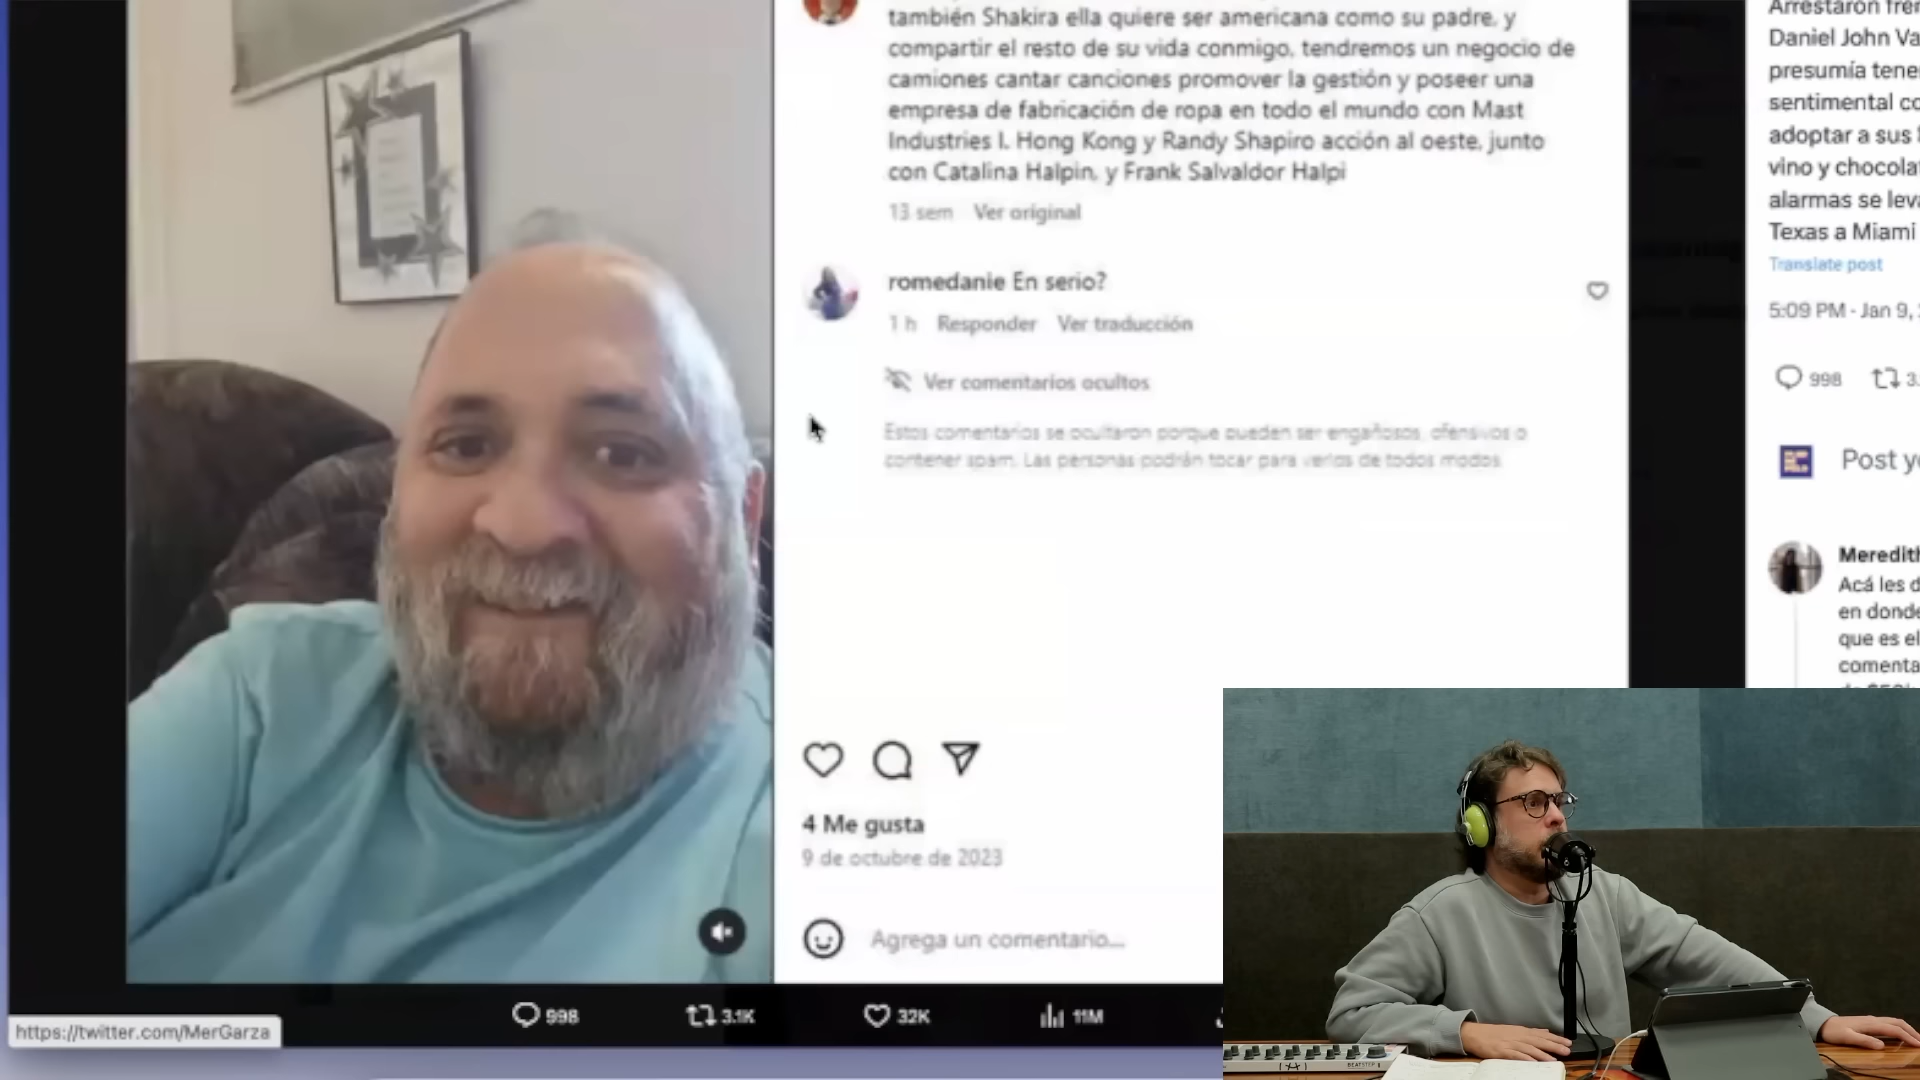 también Shakira ella quiere ser americana como su padre, y
compartir el resto de su vida conmigo, tendremos un negocio de
camiones cantar canciones promover la gestión y poseer una
empresa de fabricación de ropa en todo el mundo con Mast
Industries I. Hong Kong y Randy Shapiro acción al oeste, junto
con Catalina Halpin, y Frank Salvaldor Halpi
13 sem Ver original
romedanie En serio?
1 h Responder Ver traducción
Ver comentarios ocultos
Estos comentarios se ocultaron porque pueden ser engañosos, ofensivos o
contener spam. Las personas podrán tocar para verlos de todos modos.
4 Me gusta
9 de octubre de 2023
Agrega un comentario...
998 3.1K 32K 11M
https://twitter.com/MerGarza
Arrestaron
Daniel John
presumía
sentimental
adoptar a sus
vino y
alarmas se
Texas a Miami
Translate post
5:09 PM · Jan 9,
998 3.
Post
Acá les
que es el
BEATSTEP